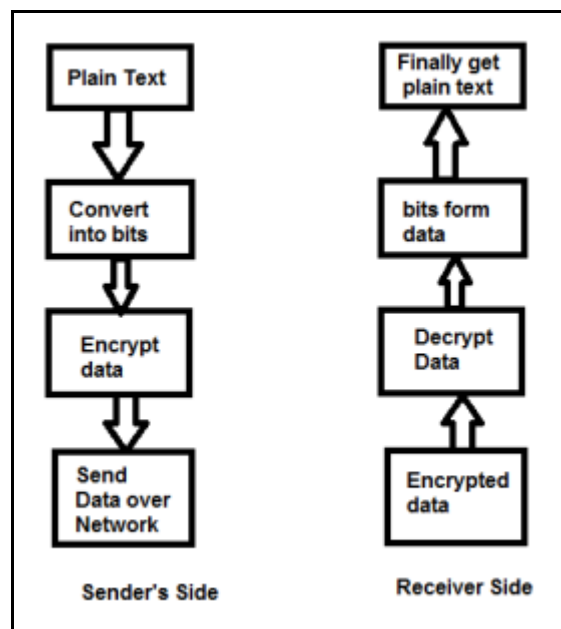 Plain Text
Convert
into bits
Encrypt
data
Send
Data over
Network
Sender's Side
Finally get
plain text
bits form
data
Decrypt
Data
Encrypted
data
Receiver Side